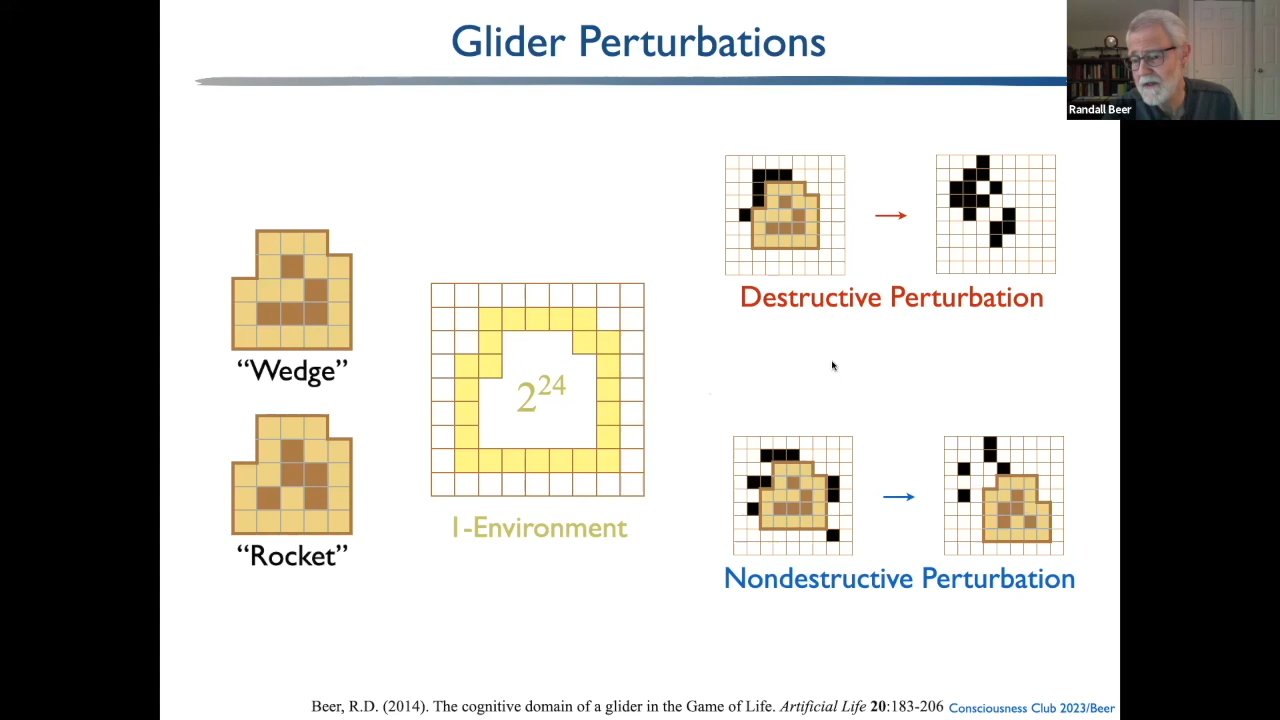 Glider Perturbations
Randall Beer
“Wedge”
“Rocket”
2^24
1-Environment
Destructive Perturbation
Nondestructive Perturbation
Beer, R.D. (2014). The cognitive domain of a glider in the Game of Life. Artificial Life 20:183-206
Consciousness Club 2023/Beer